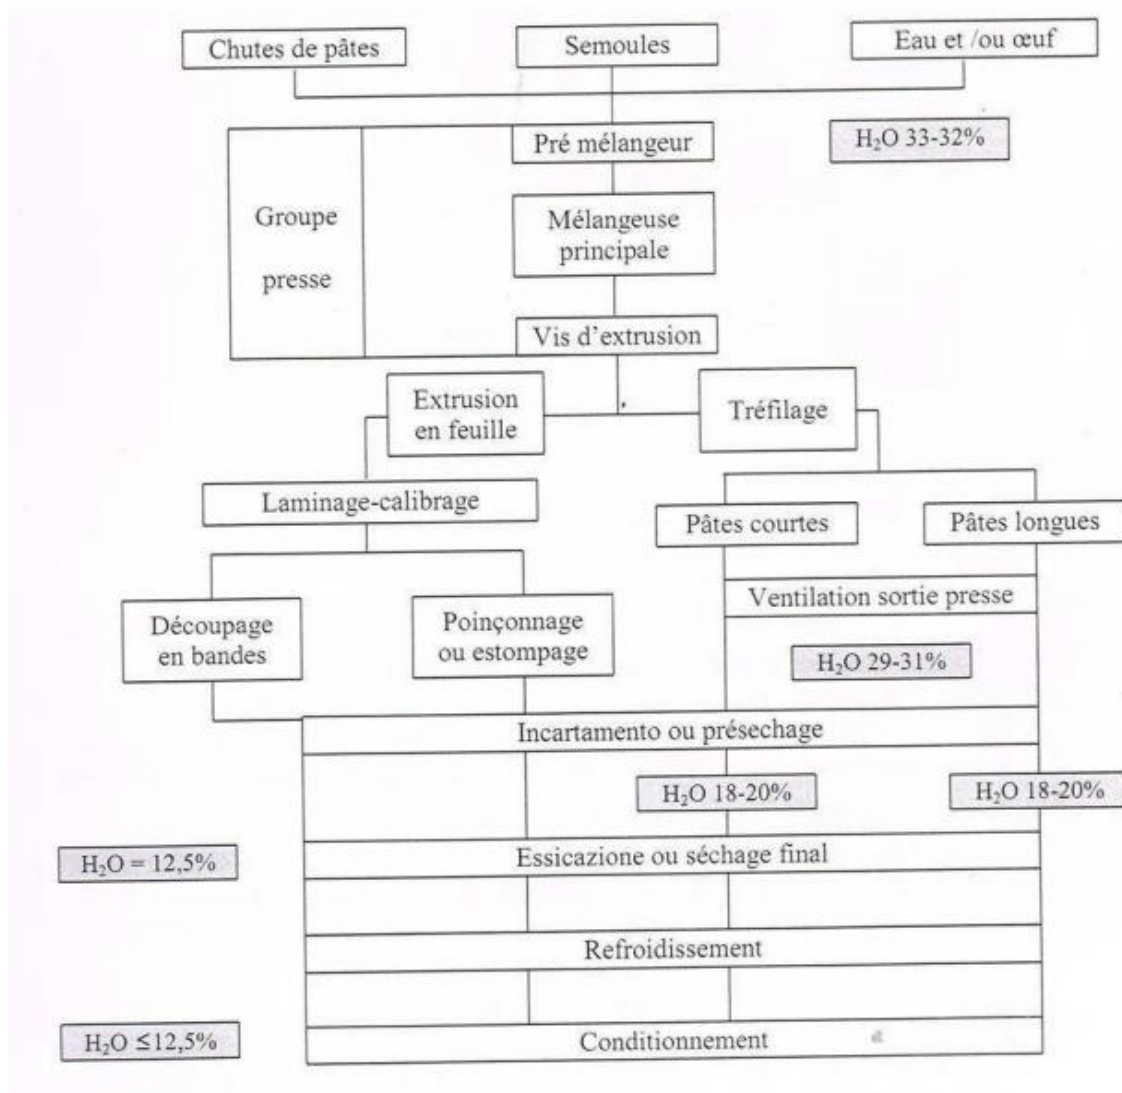 Chutes de pâtes
Semoules
Eau et /ou œuf
H₂O 33-32%
Pré mélangeur
Groupe
presse
Mélangeuse
principale
Vis d'extrusion
Extrusion
en feuille
Tréfilage
Laminage-calibrage
Pâtes courtes
Pâtes longues
Ventilation sortie presse
Découpage
en bandes
Poinçonnage
ou estompage
H₂O 29-31%
Incartamento ou présechage
H₂O 18-20%
H₂O 18-20%
Essicazione ou séchage final
H₂O = 12,5%
Refroidissement
Conditionnement
H₂O ≤12,5%